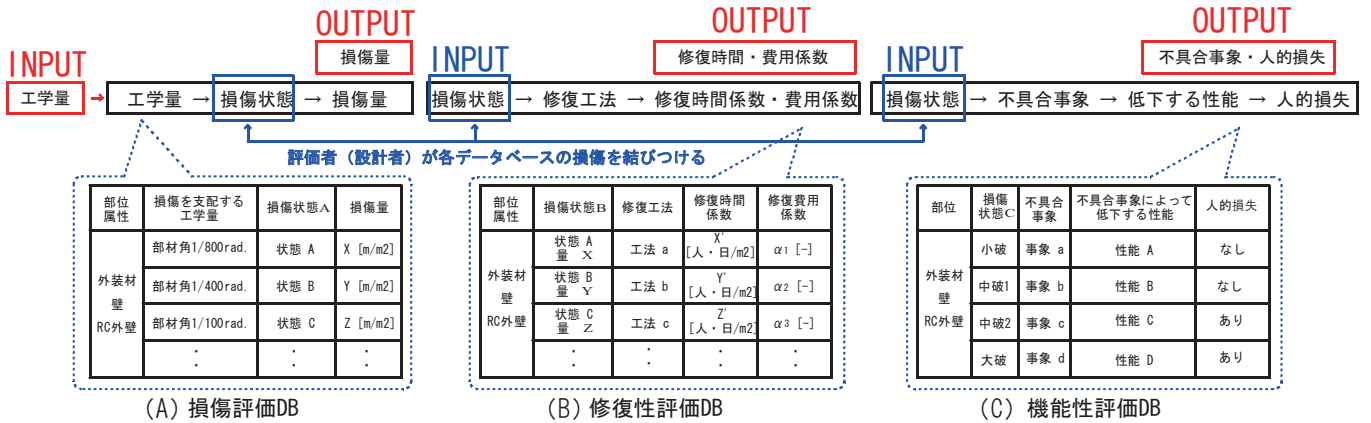 INPUT
工学量
→
OUTPUT
損傷量
工学量 → 損傷状態 → 損傷量
INPUT
OUTPUT
修復時間・費用係数
損傷状態 → 修復工法 → 修復時間係数・費用係数
INPUT
OUTPUT
不具合事象・人的損失
損傷状態 → 不具合事象 → 低下する性能 → 人的損失
評価者（設計者）が各データベースの損傷を結びつける
部位
属性
損傷を支配する
工学量
損傷状態A
損傷量
外装材
壁
RC外壁
部材角1/800rad.
状態 A
X [m/m2]
部材角1/400rad.
状態 B
Y [m/m2]
部材角1/100rad.
状態 C
Z [m/m2]
:
:
:
(A) 損傷評価DB
部位
属性
損傷状態B
修復工法
修復時間
係数
修復費用
係数
外装材
壁
RC外壁
状態 A
量 X
工法 a
X'
[人・日/m2]
α1 [-]
状態 B
量 Y
工法 b
Y'
[人・日/m2]
α2 [-]
状態 C
量 Z
工法 c
Z'
[人・日/m2]
α3 [-]
:
:
:
:
(B) 修復性評価DB
部位
損傷
状態C
不具合
事象
不具合事象によって
低下する性能
人的損失
外装材
壁
RC外壁
小破
事象 a
性能 A
なし
中破1
事象 b
性能 B
なし
中破2
事象 c
性能 C
あり
大破
事象 d
性能 D
あり
(C) 機能性評価DB